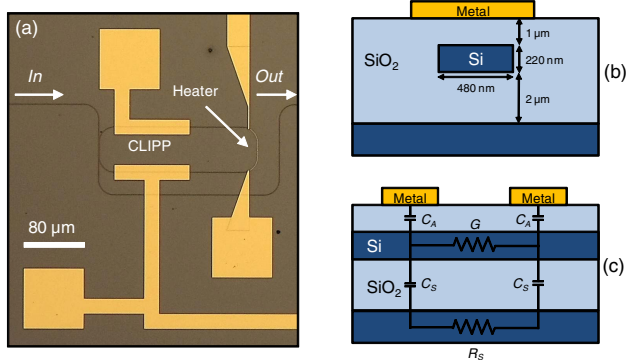 (a)
In
Out
Heater
CLIPP
80 µm
Metal
1 µm
SiO2
Si
220 nm
480 nm
2 µm
(b)
Metal
Metal
CA
G
CA
Si
(c)
SiO2
CS
CS
RS